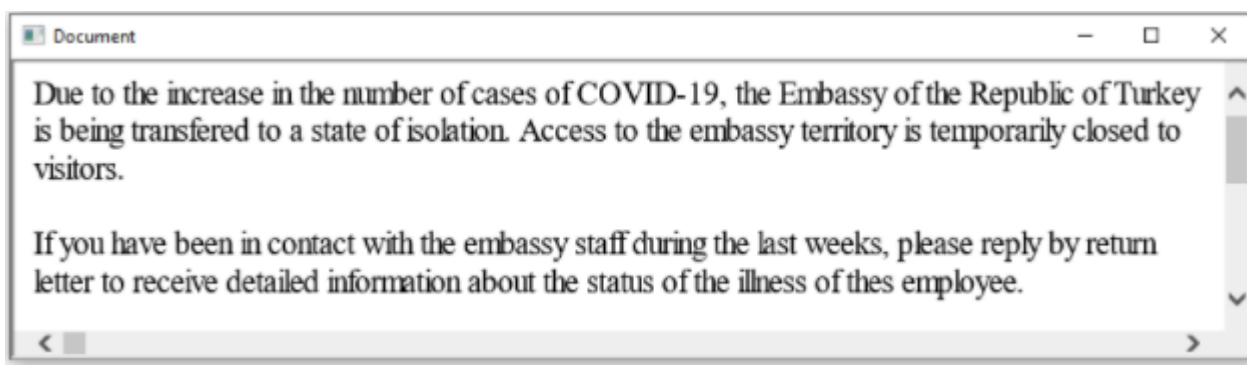 Document
Due to the increase in the number of cases of COVID-19, the Embassy of the Republic of Turkey
is being transfered to a state of isolation. Access to the embassy territory is temporarily closed to
visitors.
If you have been in contact with the embassy staff during the last weeks, please reply by return
letter to receive detailed information about the status of the illness of thes employee.